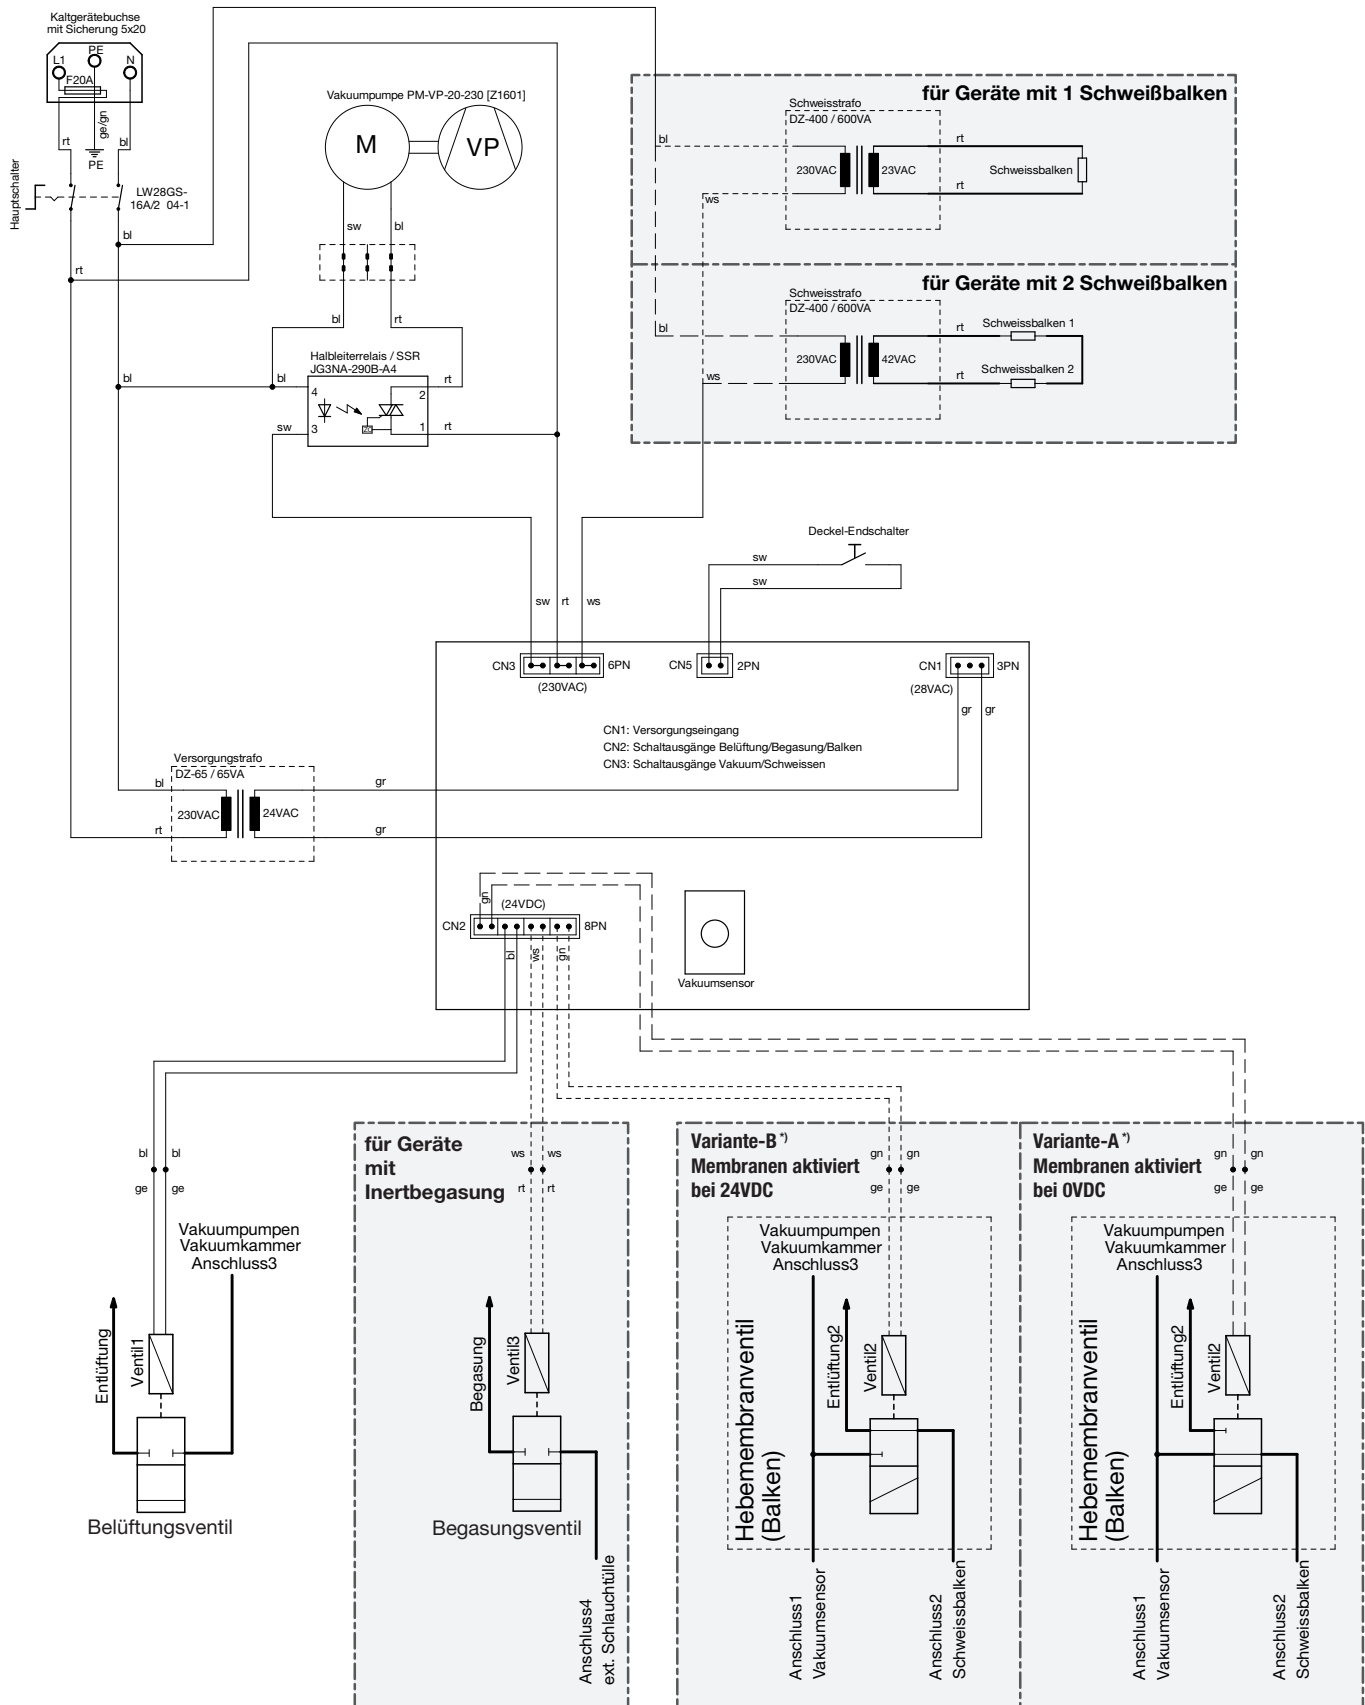 Kaltgerätebuchse
mit Sicherung 5x20
L1
PE
N
F20A
rt
ge/gn
bl
PE
Hauptschalter
LW28GS-
16A/2 04-1
bl
rt
Vakuumpumpe PM-VP-20-230 [Z1601]
M
VP
sw
bl
bl
rt
Halbleiterrelais / SSR
JG3NA-290B-A4
bl
bl
4
2
rt
sw
3
ZC
1
rt
für Geräte mit 1 Schweißbalken
Schweisstrafo
DZ-400 / 600VA
bl
230VAC
23VAC
rt
rt
Schweissbalken
ws
für Geräte mit 2 Schweißbalken
Schweisstrafo
DZ-400 / 600VA
bl
230VAC
42VAC
rt
Schweissbalken 1
rt
Schweissbalken 2
ws
Deckel-Endschalter
sw
sw
sw
rt
ws
CN3
6PN
(230VAC)
CN5
2PN
CN1
3PN
(28VAC)
gr
gr
CN1: Versorgungseingang
CN2: Schaltausgänge Belüftung/Begasung/Balken
CN3: Schaltausgänge Vakuum/Schweissen
Versorgungstrafo
DZ-65 / 65VA
bl
230VAC
24VAC
gr
rt
gr
gn
(24VDC)
CN2
8PN
bl
ws
gn
Vakuumsensor
bl
bl
ge
ge
Vakuumpumpen
Vakuumkammer
Anschluss3
Entlüftung
Ventil1
Belüftungsventil
für Geräte
mit
Inertbegasung
ws
ws
rt
rt
Begasung
Ventil3
Begasungsventil
Anschluss4
ext. Schlauchtülle
Variante-B *)
Membranen aktiviert
bei 24VDC
gn
gn
ge
ge
Vakuumpumpen
Vakuumkammer
Anschluss3
Entlüftung2
Ventil2
Hebemembranventil
(Balken)
Anschluss1
Vakuumsensor
Anschluss2
Schweissbalken
Variante-A *)
Membranen aktiviert
bei 0VDC
gn
gn
ge
ge
Vakuumpumpen
Vakuumkammer
Anschluss3
Entlüftung2
Ventil2
Hebemembranventil
(Balken)
Anschluss1
Vakuumsensor
Anschluss2
Schweissbalken